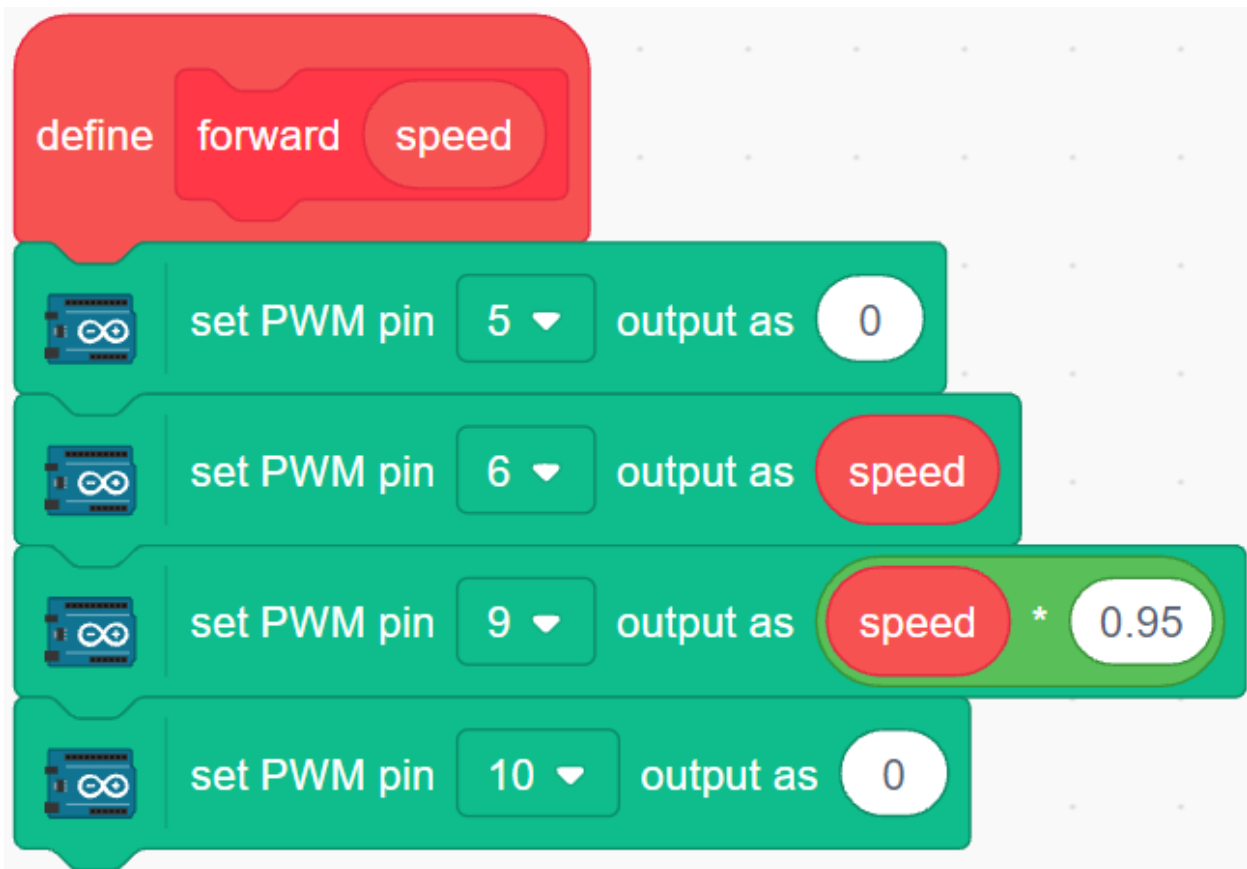 define forward speed
set PWM pin 5 output as 0
set PWM pin 6 output as speed
set PWM pin 9 output as speed * 0.95
set PWM pin 10 output as 0